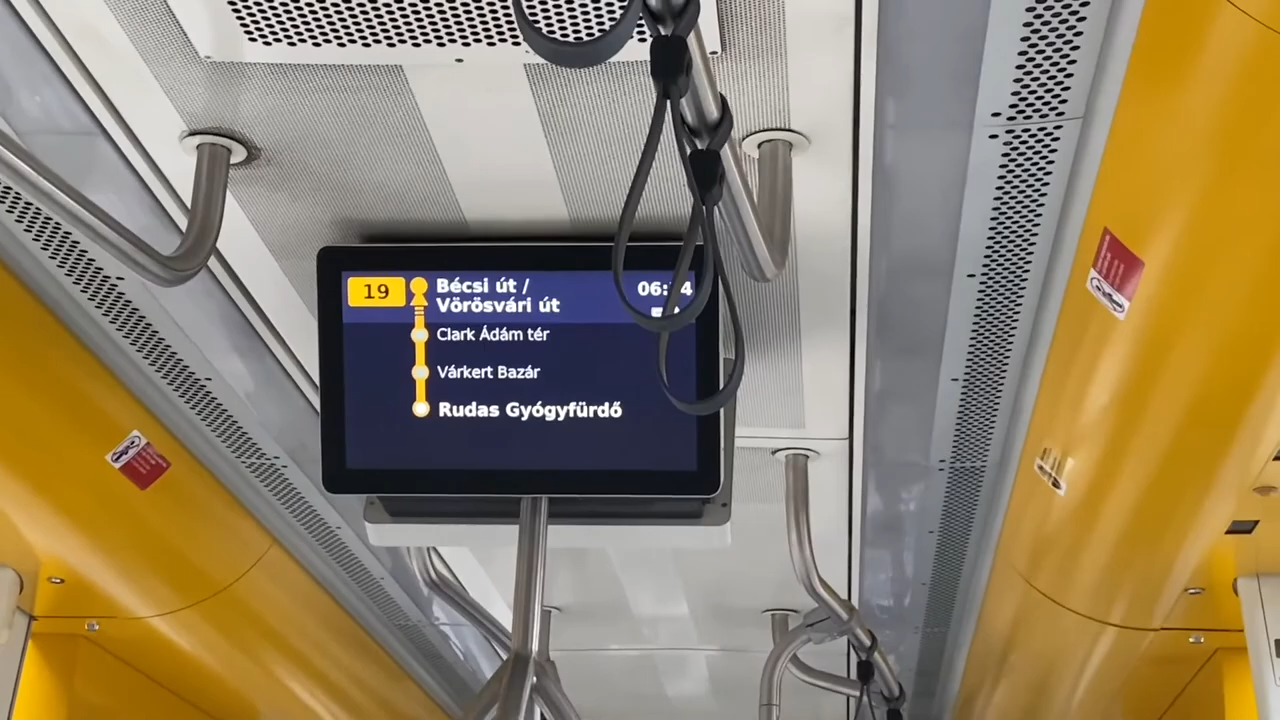 19
Bécsi út /
Vörösvári út
Clark Ádám tér
Várkert Bazár
Rudas Gyógyfürdő